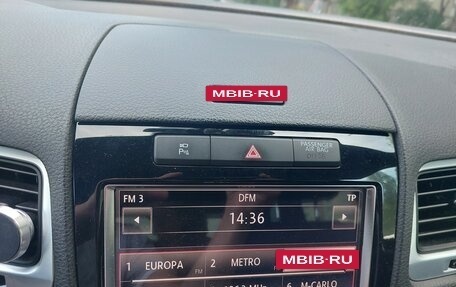 MBIB-RU
P
PASSENGER
AIR BAG
FM 3 DFM TP
14:36
1 EUROPA FM 2 METRO
MBIB-RU
6 M-CARLO